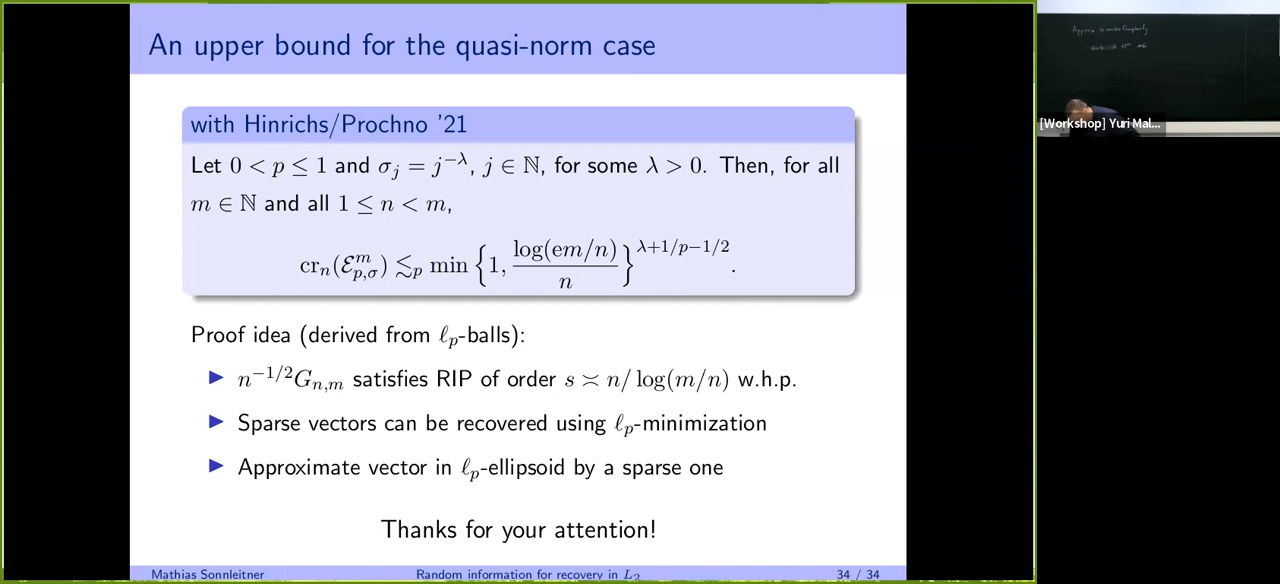 An upper bound for the quasi-norm case
with Hinrichs/Prochno '21
Let 0 < p ≤ 1 and σ_j = j^{−λ}, j ∈ ℕ, for some λ > 0. Then, for all
m ∈ ℕ and all 1 ≤ n < m,
cr_n(ℰ^m_{p,σ}) ≲_p min {1, log(em/n)/n}^{λ+1/p−1/2}.
Proof idea (derived from ℓ_p-balls):
▶ n^{−1/2}G_{n,m} satisfies RIP of order s ≍ n/ log(m/n) w.h.p.
▶ Sparse vectors can be recovered using ℓ_p-minimization
▶ Approximate vector in ℓ_p-ellipsoid by a sparse one
Thanks for your attention!
Mathias Sonnleitner Random information for recovery in L_2 34 / 34
[Workshop] Yuri Mal...